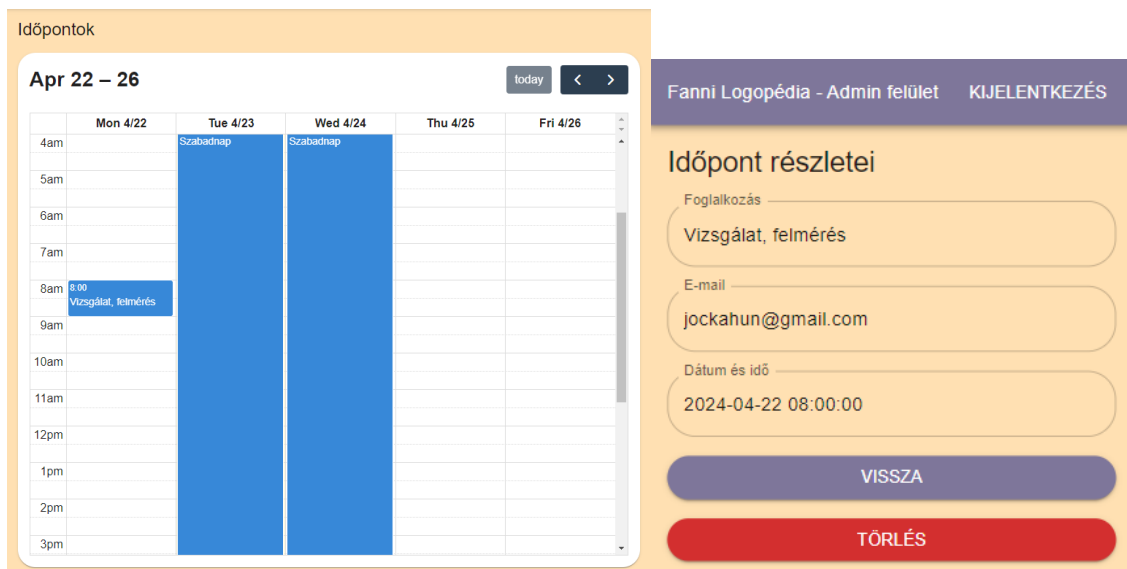 Időpontok
Apr 22 – 26
today
Mon 4/22 Tue 4/23 Wed 4/24 Thu 4/25 Fri 4/26
4am Szabadnap Szabadnap
5am
6am
7am
8am 8:00
Vizsgálat, felmérés
9am
10am
11am
12pm
1pm
2pm
3pm
Fanni Logopédia - Admin felület KIJELENTKEZÉS
Időpont részletei
Foglalkozás
Vizsgálat, felmérés
E-mail
jockahun@gmail.com
Dátum és idő
2024-04-22 08:00:00
VISSZA
TÖRLÉS